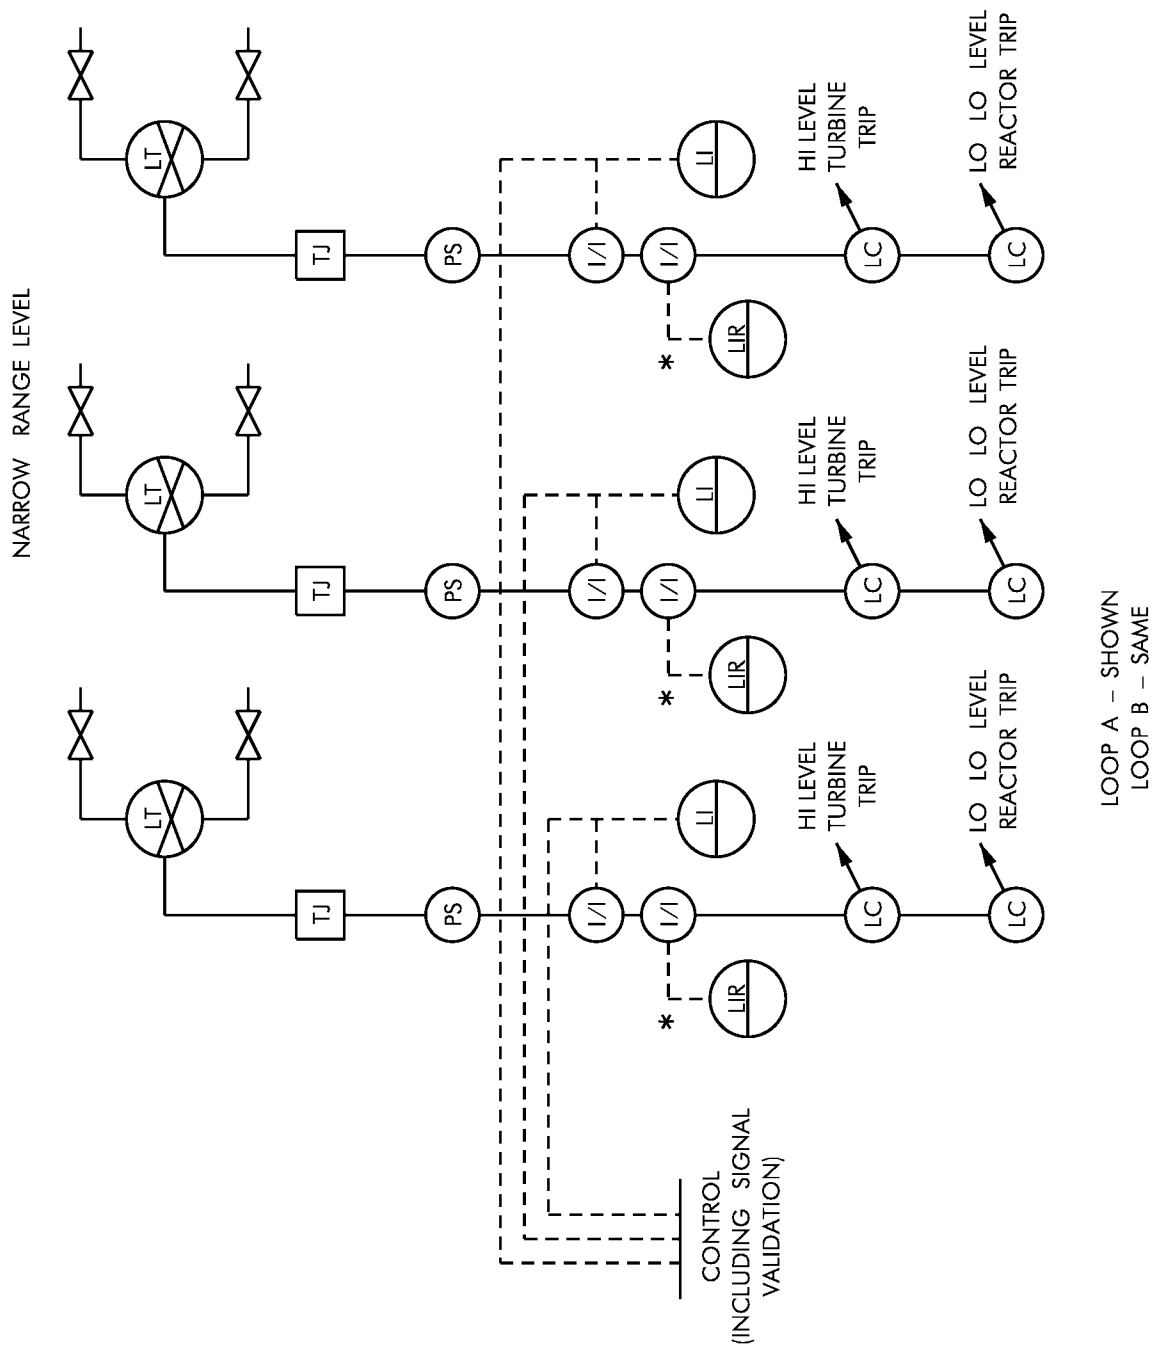 NARROW RANGE LEVEL
LT
LT
LT
TJ
TJ
TJ
PS
PS
PS
I/I
I/I
I/I
I/I
I/I
I/I
*
*
*
LI
LI
LI
LIR
LIR
LIR
CONTROL
(INCLUDING SIGNAL
VALIDATION)
HI LEVEL
TURBINE
TRIP
HI LEVEL
TURBINE
TRIP
HI LEVEL
TURBINE
TRIP
LC
LC
LC
LO LO LEVEL
REACTOR TRIP
LO LO LEVEL
REACTOR TRIP
LO LO LEVEL
REACTOR TRIP
LC
LC
LC
LOOP A – SHOWN
LOOP B – SAME